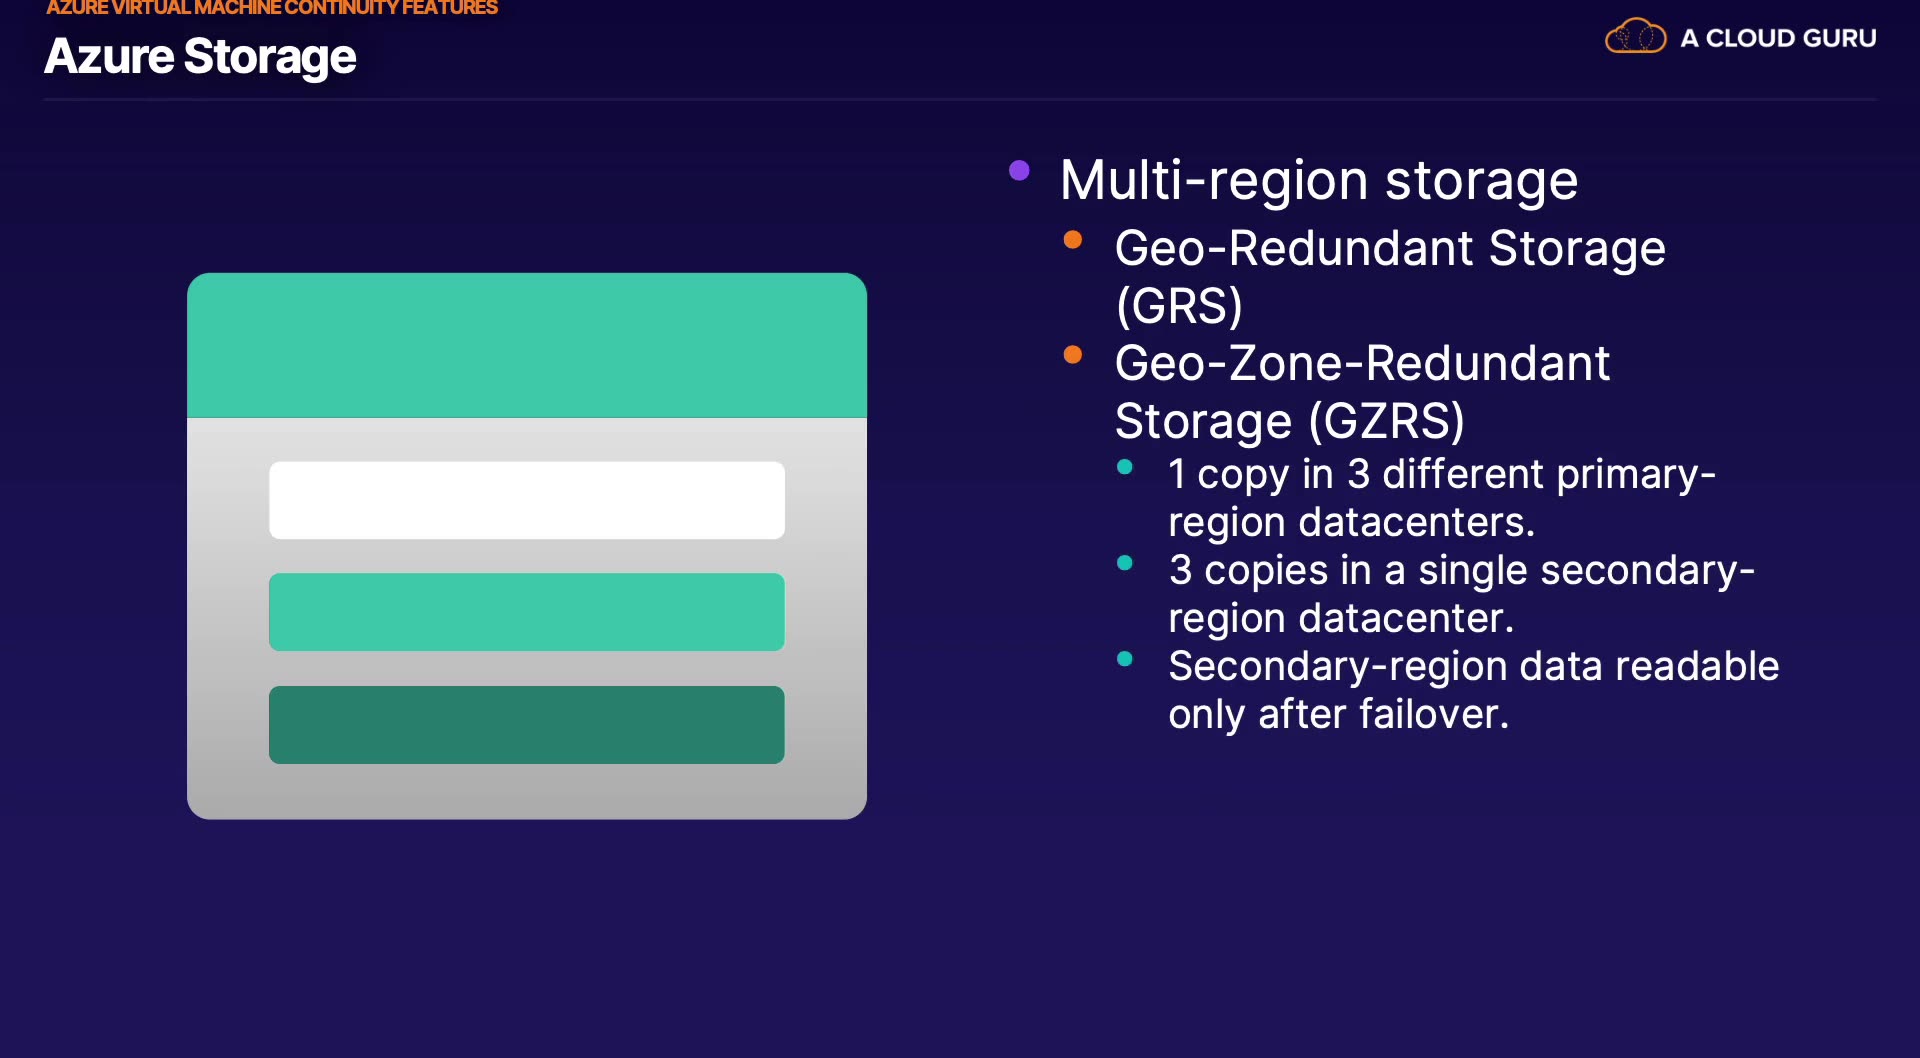 AZURE VIRTUAL MACHINE CONTINUITY FEATURES
Azure Storage
A CLOUD GURU
Multi-region storage
Geo-Redundant Storage
(GRS)
Geo-Zone-Redundant
Storage (GZRS)
1 copy in 3 different primary-
region datacenters.
3 copies in a single secondary-
region datacenter.
Secondary-region data readable
only after failover.